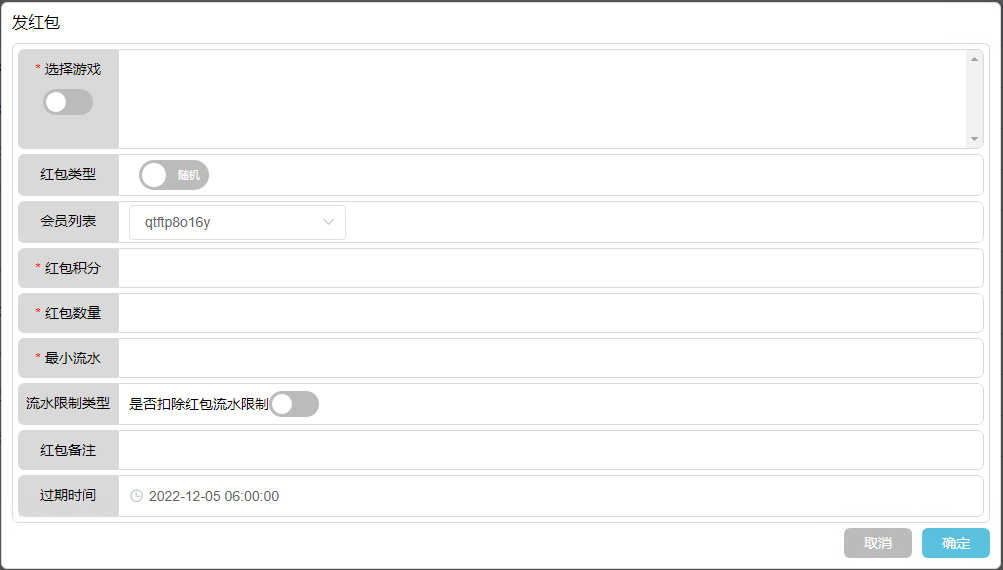 发红包
* 选择游戏
红包类型
随机
会员列表
qtftp8o16y
* 红包积分
* 红包数量
* 最小流水
流水限制类型
是否扣除红包流水限制
红包备注
过期时间
2022-12-05 06:00:00
取消
确定